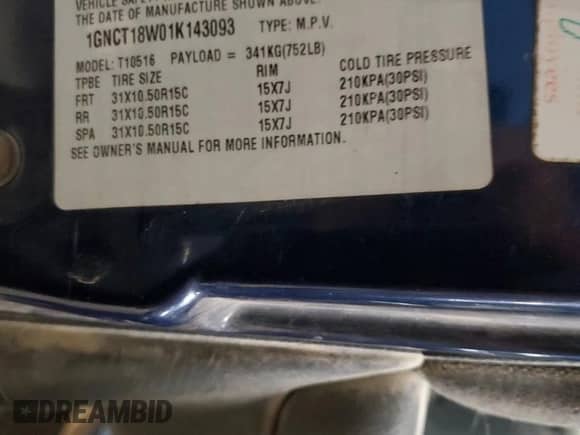 VEHICLE SAFETY
THE DATE OF MANUFACTURE SHOWN ABOVE.
1GNCT18W01K143093 TYPE: M.P.V.
MODEL: T10516 PAYLOAD = 341KG(752LB)
TPBE TIRE SIZE RIM COLD TIRE PRESSURE
FRT 31X10.50R15C 15X7J 210KPA(30PSI)
RR 31X10.50R15C 15X7J 210KPA(30PSI)
SPA 31X10.50R15C 15X7J 210KPA(30PSI)
SEE OWNER'S MANUAL FOR MORE INFORMATION.
DREAMBID